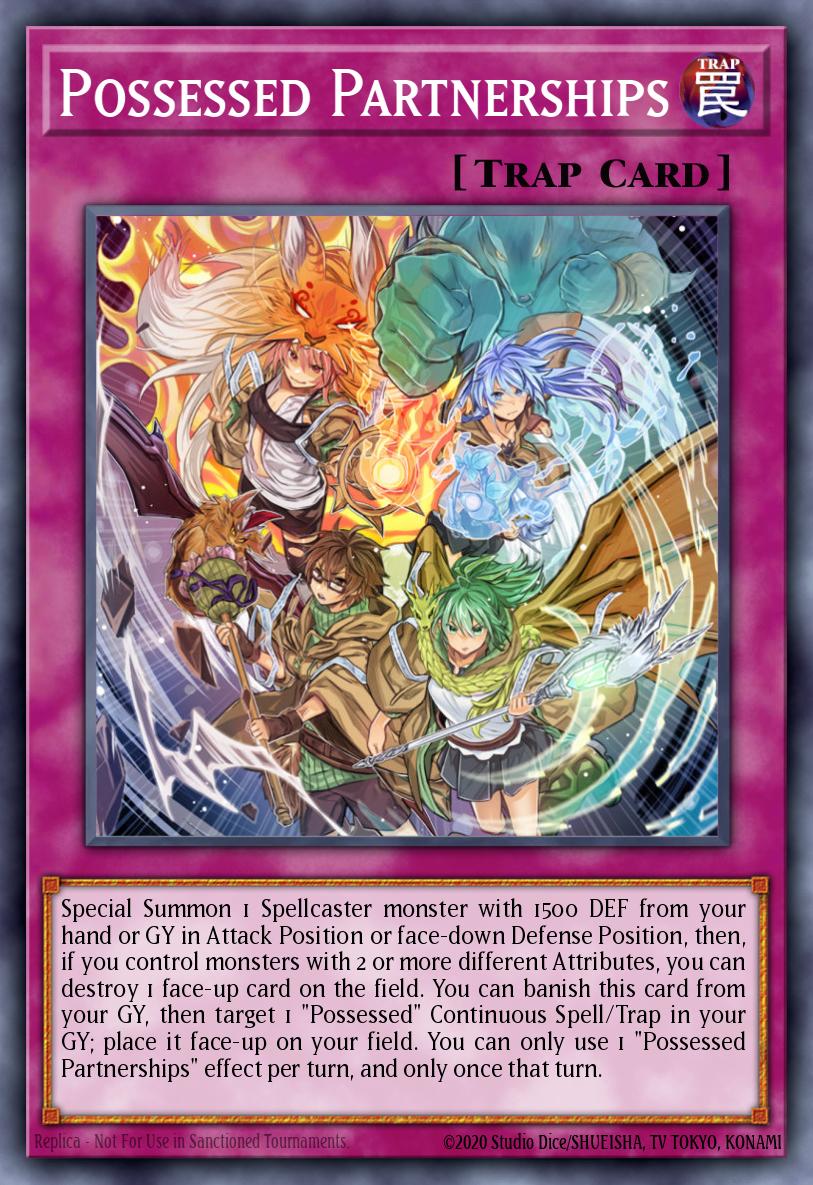 Possessed Partnerships
TRAP
罠
[Trap Card]
Special Summon 1 Spellcaster monster with 1500 DEF from your
hand or GY in Attack Position or face-down Defense Position, then,
if you control monsters with 2 or more different Attributes, you can
destroy 1 face-up card on the field. You can banish this card from
your GY, then target 1 "Possessed" Continuous Spell/Trap in your
GY; place it face-up on your field. You can only use 1 "Possessed
Partnerships" effect per turn, and only once that turn.
Replica - Not For Use in Sanctioned Tournaments.
©2020 Studio Dice/SHUEISHA, TV TOKYO, KONAMI